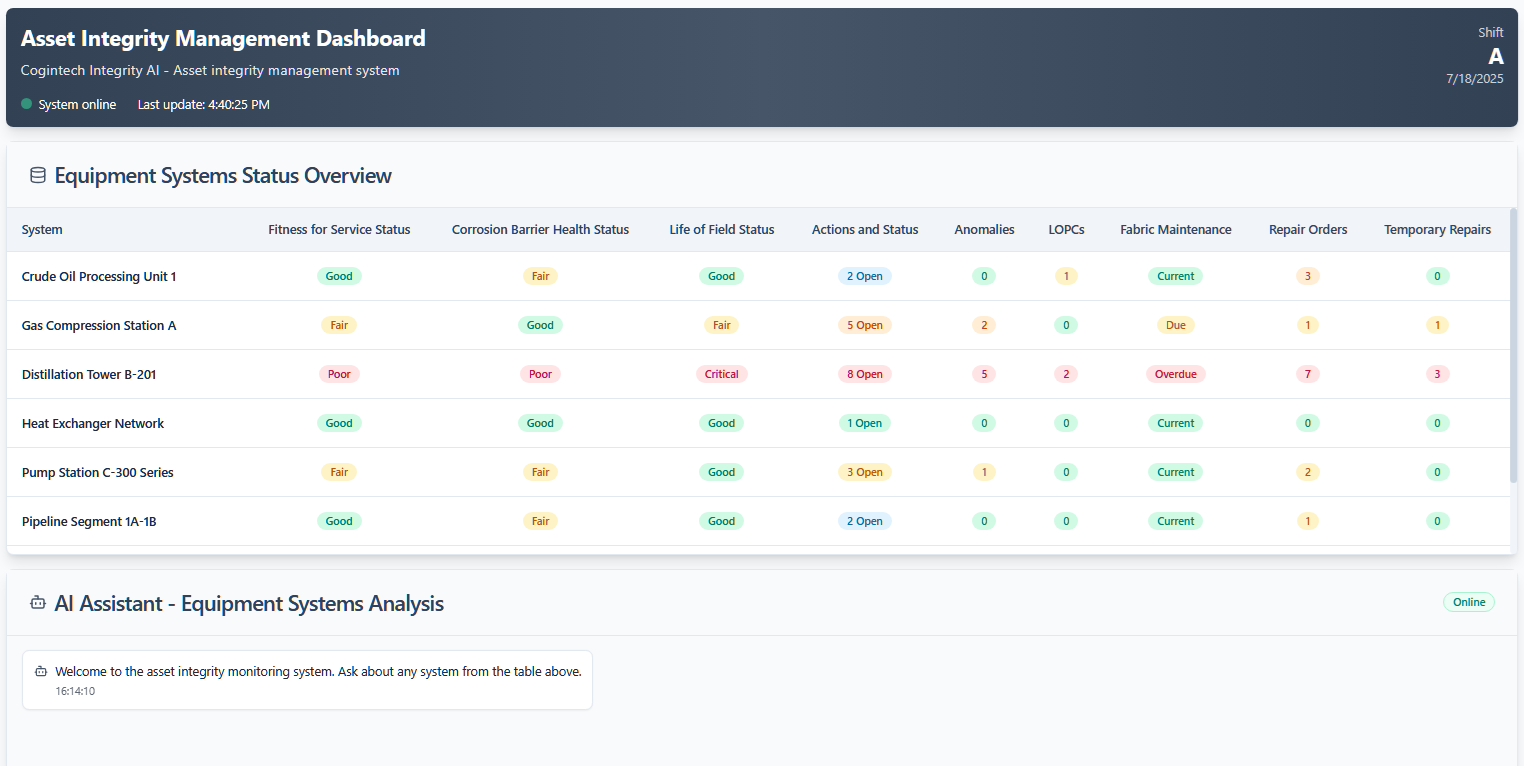 Asset Integrity Management Dashboard
Cogintech Integrity AI - Asset integrity management system
System online Last update: 4:40:25 PM
Shift
A
7/18/2025
Equipment Systems Status Overview
System Fitness for Service Status Corrosion Barrier Health Status Life of Field Status Actions and Status Anomalies LOPCs Fabric Maintenance Repair Orders Temporary Repairs
Crude Oil Processing Unit 1 Good Fair Good 2 Open 0 1 Current 3 0
Gas Compression Station A Fair Good Fair 5 Open 2 0 Due 1 1
Distillation Tower B-201 Poor Poor Critical 8 Open 5 2 Overdue 7 3
Heat Exchanger Network Good Good Good 1 Open 0 0 Current 0 0
Pump Station C-300 Series Fair Fair Good 3 Open 1 0 Current 2 0
Pipeline Segment 1A-1B Good Fair Good 2 Open 0 0 Current 1 0
AI Assistant - Equipment Systems Analysis
Online
Welcome to the asset integrity monitoring system. Ask about any system from the table above.
16:14:10